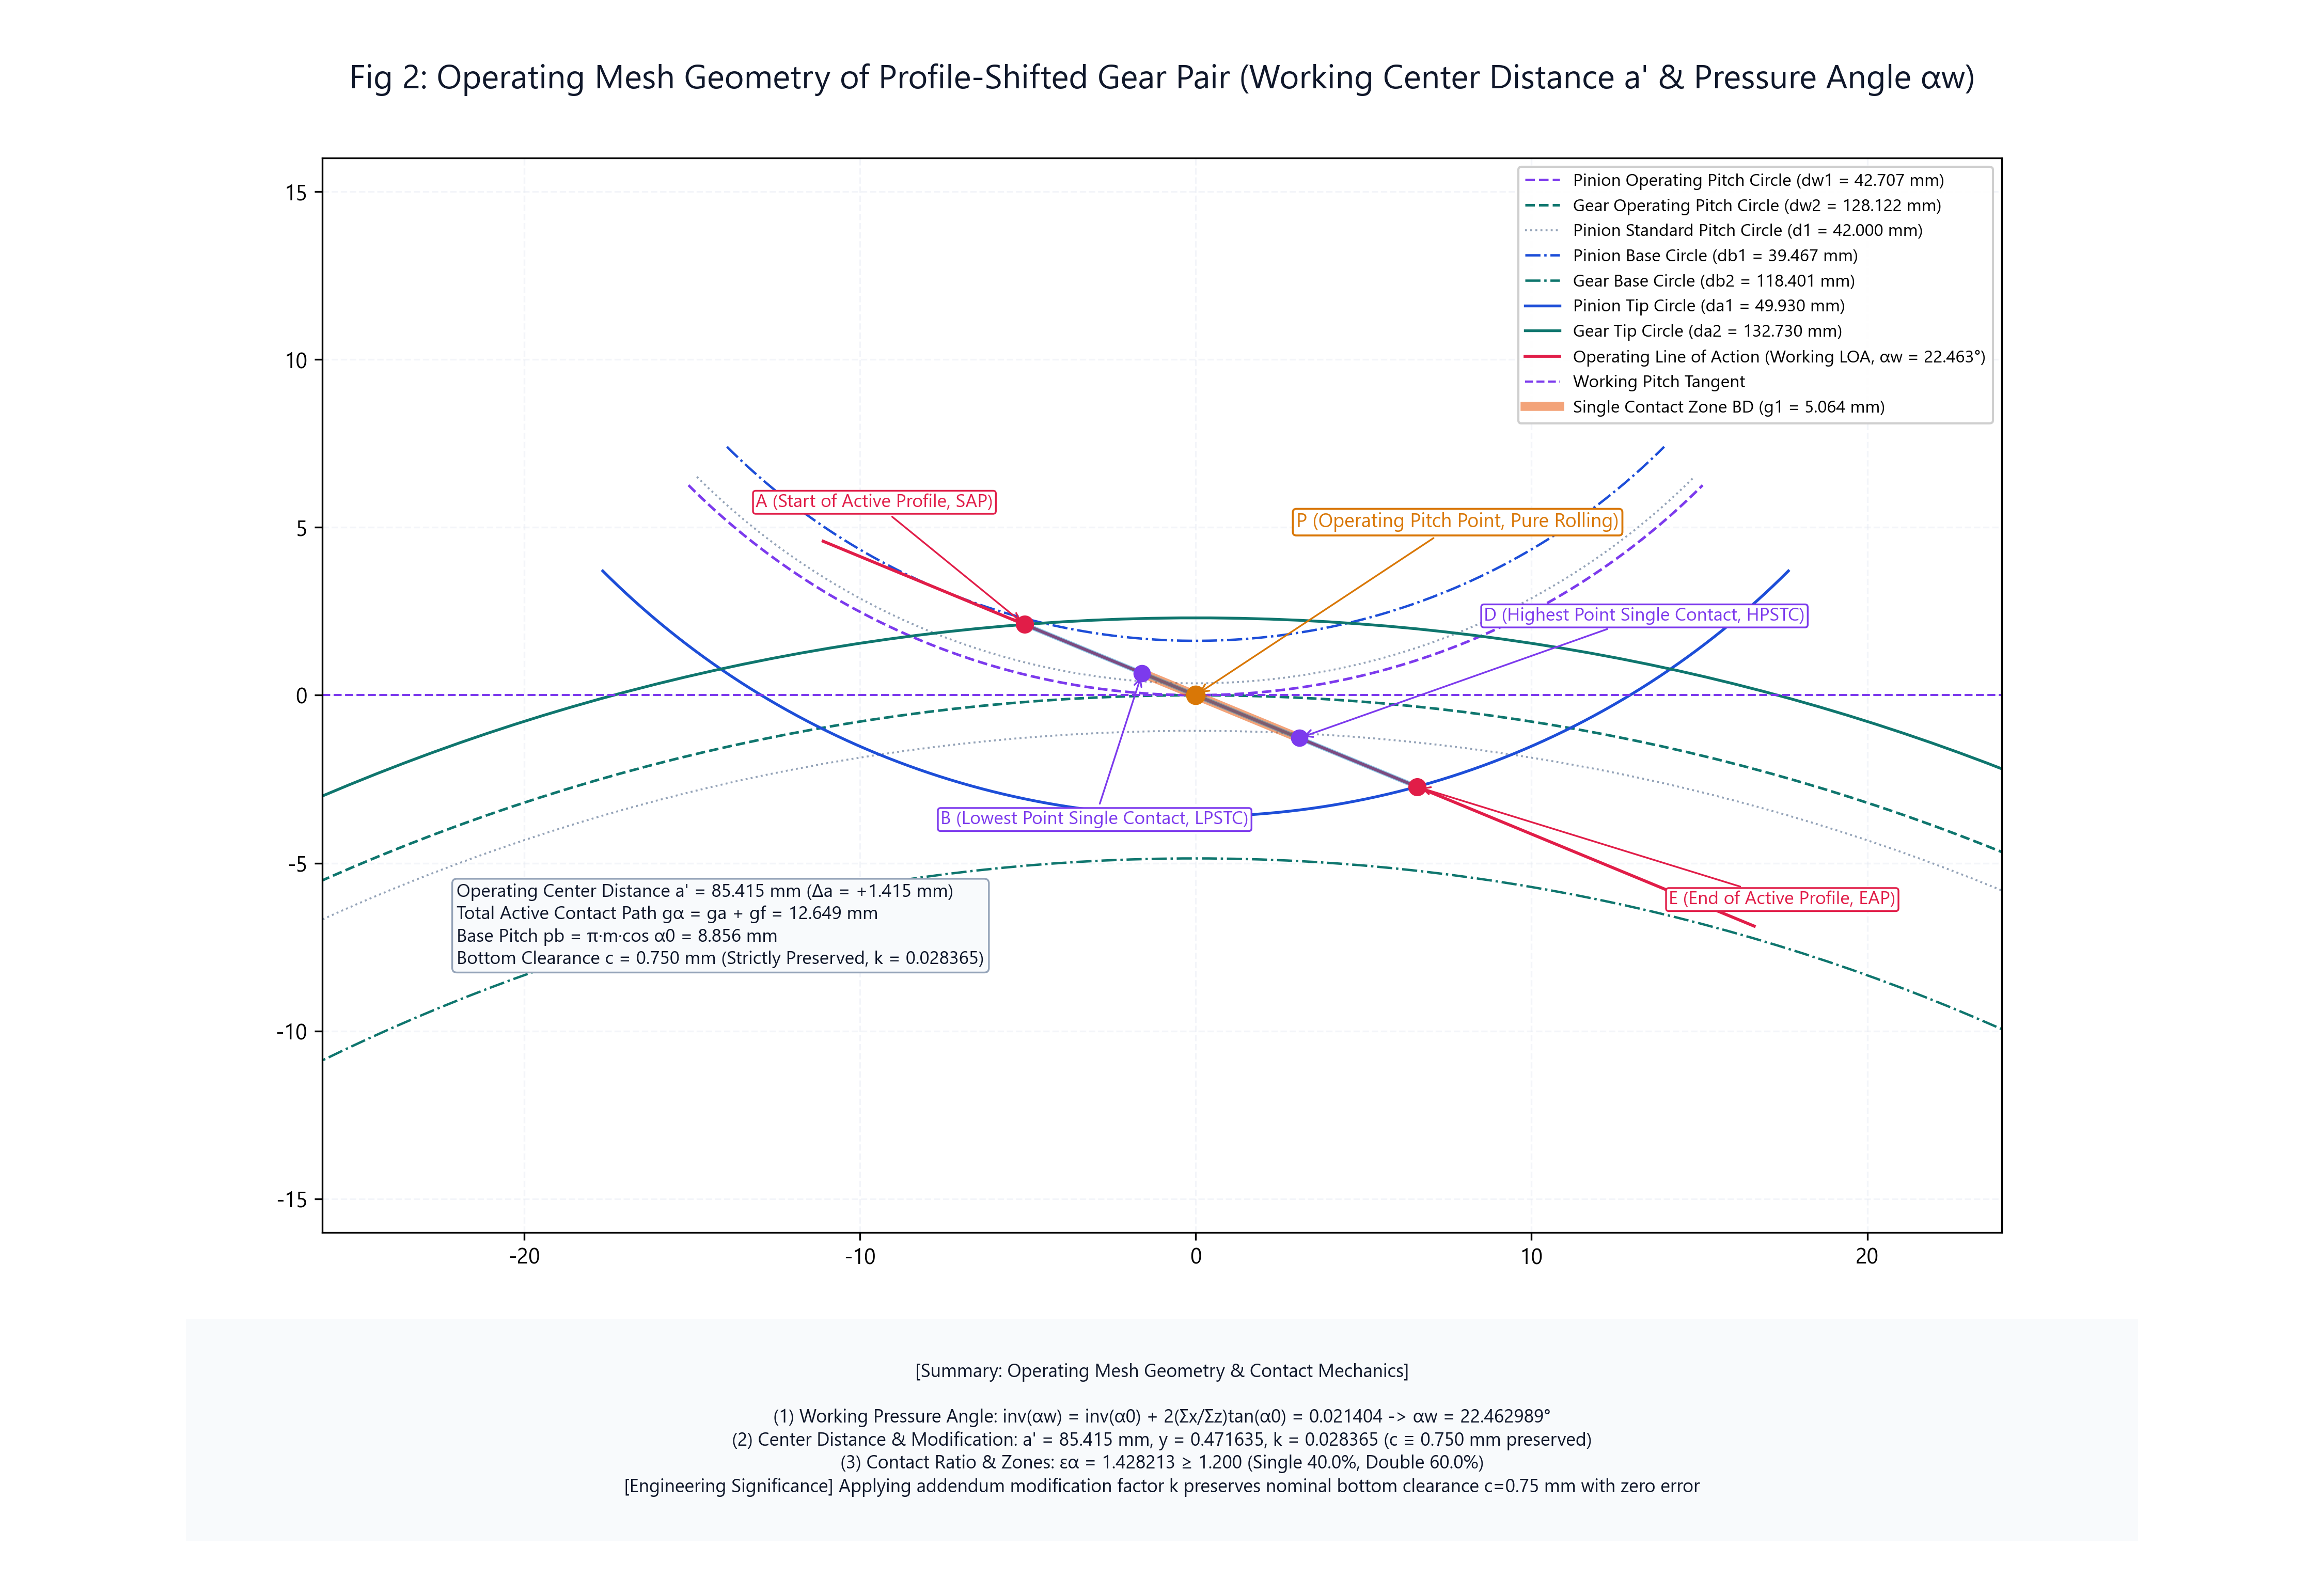 Fig 2: Operating Mesh Geometry of Profile-Shifted Gear Pair (Working Center Distance a' & Pressure Angle αw)
Pinion Operating Pitch Circle (dw1 = 42.707 mm)
Gear Operating Pitch Circle (dw2 = 128.122 mm)
Pinion Standard Pitch Circle (d1 = 42.000 mm)
Pinion Base Circle (db1 = 39.467 mm)
Gear Base Circle (db2 = 118.401 mm)
Pinion Tip Circle (da1 = 49.930 mm)
Gear Tip Circle (da2 = 132.730 mm)
Operating Line of Action (Working LOA, αw = 22.463°)
Working Pitch Tangent
Single Contact Zone BD (g1 = 5.064 mm)
15
10
5
0
-5
-10
-15
A (Start of Active Profile, SAP)
P (Operating Pitch Point, Pure Rolling)
D (Highest Point Single Contact, HPSTC)
B (Lowest Point Single Contact, LPSTC)
E (End of Active Profile, EAP)
Operating Center Distance a' = 85.415 mm (Δa = +1.415 mm)
Total Active Contact Path gα = ga + gf = 12.649 mm
Base Pitch pb = π·m·cos α0 = 8.856 mm
Bottom Clearance c = 0.750 mm (Strictly Preserved, k = 0.028365)
-20
-10
0
10
20
[Summary: Operating Mesh Geometry & Contact Mechanics]
(1) Working Pressure Angle: inv(αw) = inv(α0) + 2(Σx/Σz)tan(α0) = 0.021404 -> αw = 22.462989°
(2) Center Distance & Modification: a' = 85.415 mm, y = 0.471635, k = 0.028365 (c ≡ 0.750 mm preserved)
(3) Contact Ratio & Zones: εα = 1.428213 ≥ 1.200 (Single 40.0%, Double 60.0%)
[Engineering Significance] Applying addendum modification factor k preserves nominal bottom clearance c=0.75 mm with zero error